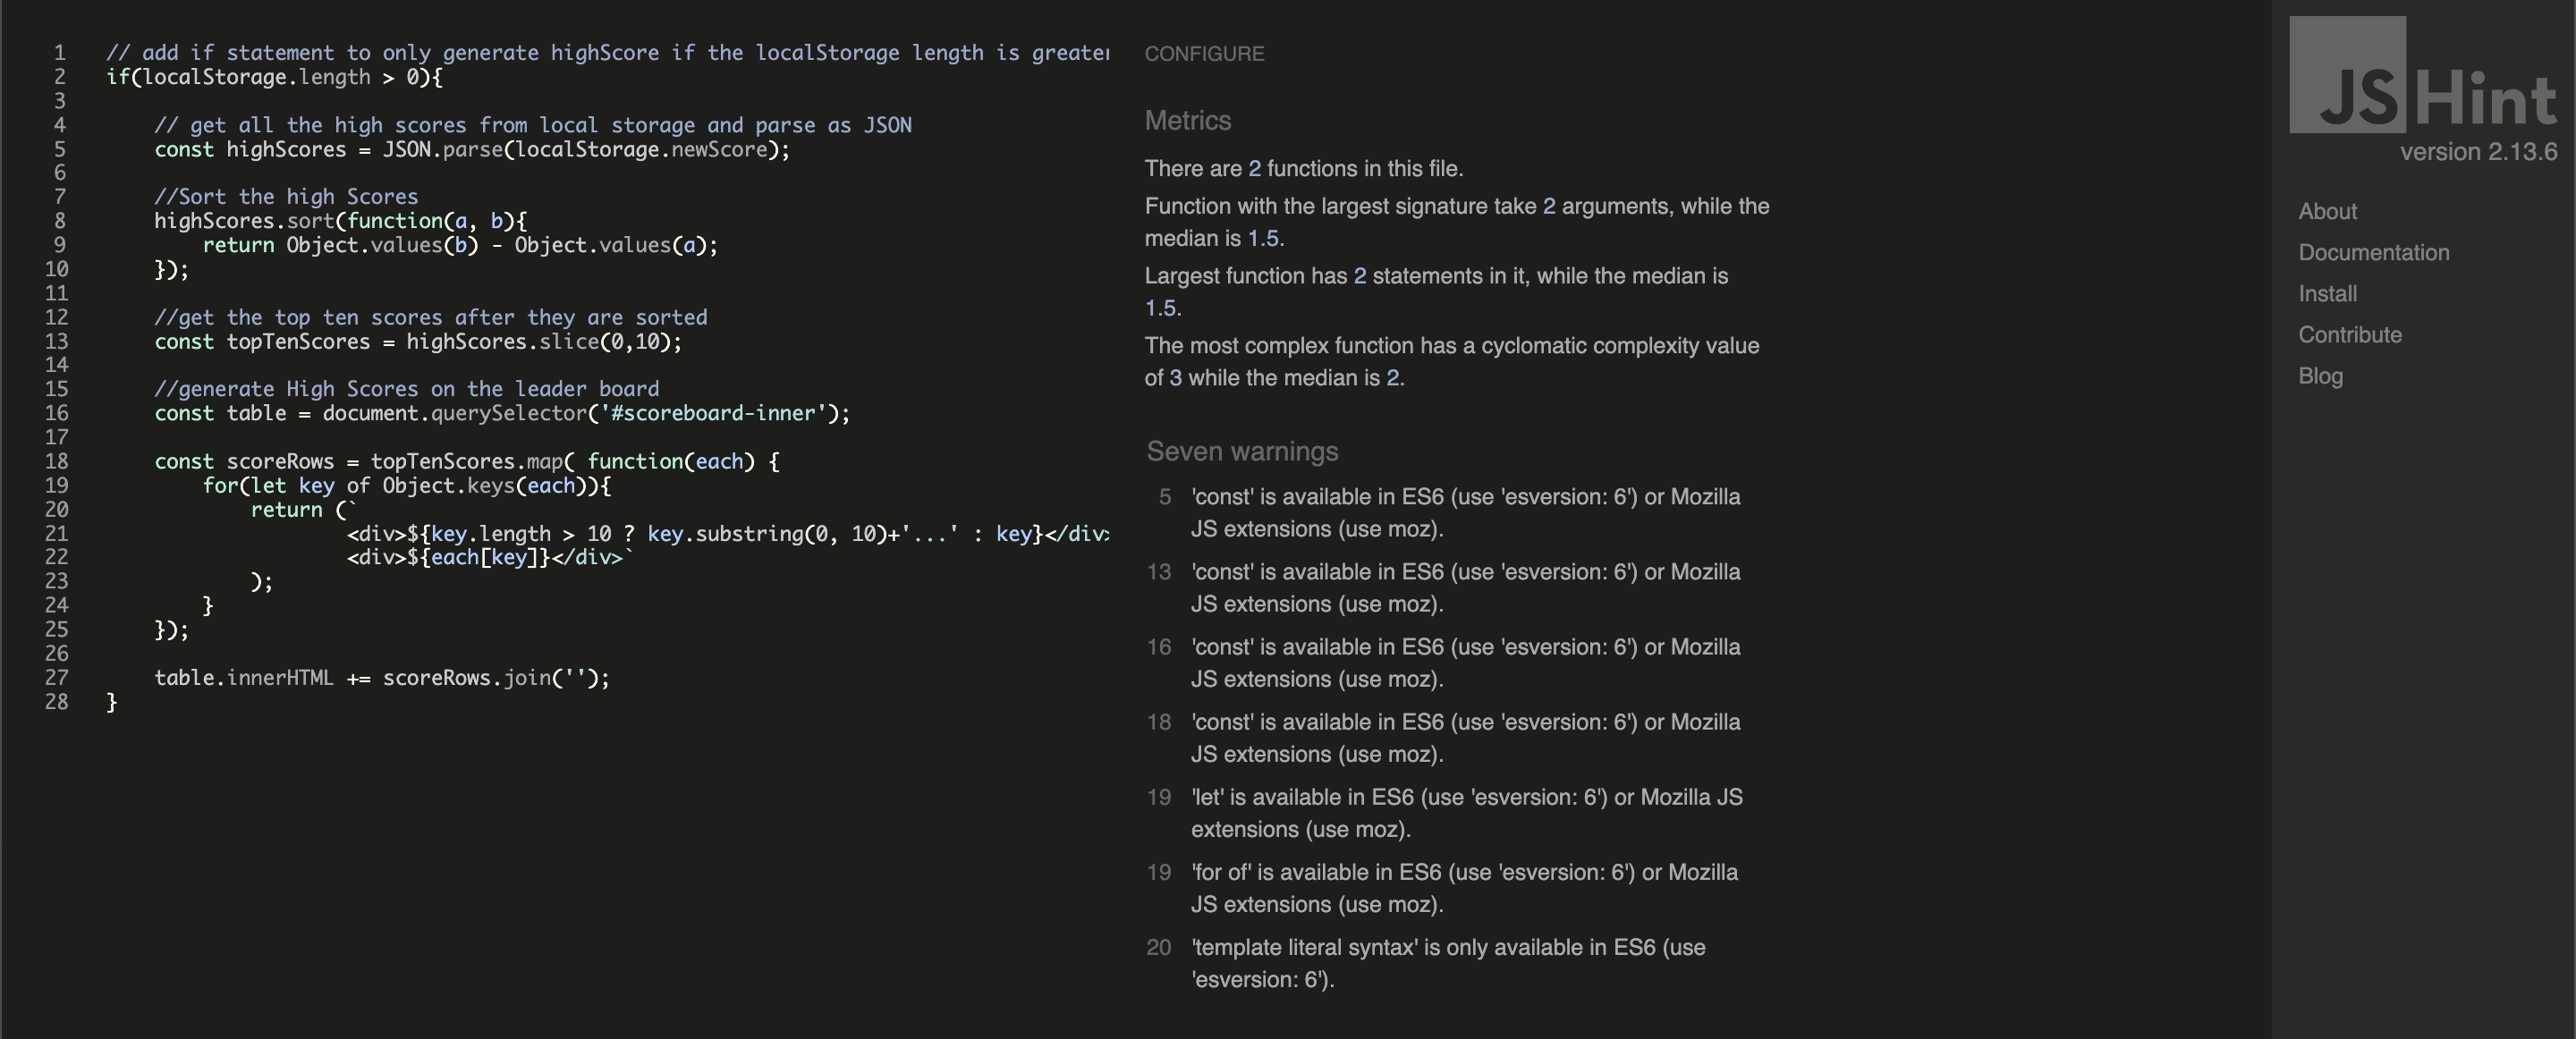 1 // add if statement to only generate highScore if the localStorage length is greater
2 if(localStorage.length > 0){
3
4 // get all the high scores from local storage and parse as JSON
5 const highScores = JSON.parse(localStorage.newScore);
6
7 //Sort the high Scores
8 highScores.sort(function(a, b){
9 return Object.values(b) - Object.values(a);
10 });
11
12 //get the top ten scores after they are sorted
13 const topTenScores = highScores.slice(0,10);
14
15 //generate High Scores on the leader board
16 const table = document.querySelector('#scoreboard-inner');
17
18 const scoreRows = topTenScores.map( function(each) {
19 for(let key of Object.keys(each)){
20 return (`
21 <div>${key.length > 10 ? key.substring(0, 10)+'...' : key}</div>
22 <div>${each[key]}</div>`
23 );
24 }
25 });
26
27 table.innerHTML += scoreRows.join('');
28 }
CONFIGURE
Metrics
There are 2 functions in this file.
Function with the largest signature take 2 arguments, while the
median is 1.5.
Largest function has 2 statements in it, while the median is
1.5.
The most complex function has a cyclomatic complexity value
of 3 while the median is 2.
Seven warnings
5 'const' is available in ES6 (use 'esversion: 6') or Mozilla
JS extensions (use moz).
13 'const' is available in ES6 (use 'esversion: 6') or Mozilla
JS extensions (use moz).
16 'const' is available in ES6 (use 'esversion: 6') or Mozilla
JS extensions (use moz).
18 'const' is available in ES6 (use 'esversion: 6') or Mozilla
JS extensions (use moz).
19 'let' is available in ES6 (use 'esversion: 6') or Mozilla JS
extensions (use moz).
19 'for of' is available in ES6 (use 'esversion: 6') or Mozilla
JS extensions (use moz).
20 'template literal syntax' is only available in ES6 (use
'esversion: 6').
JSHint
version 2.13.6
About
Documentation
Install
Contribute
Blog